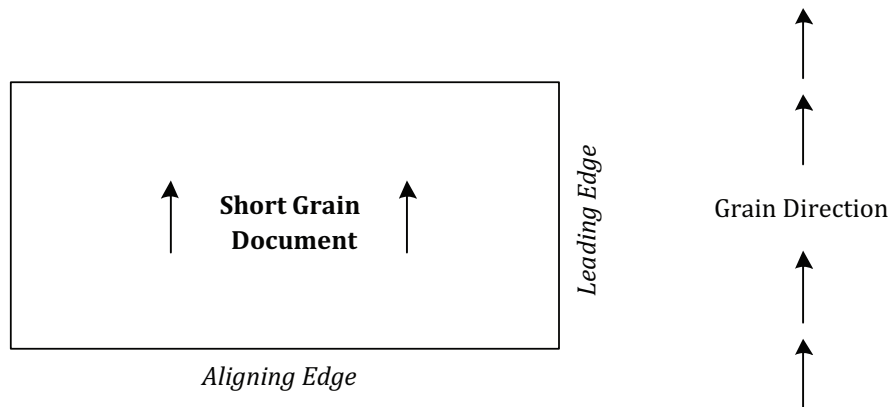 Short Grain
Document
Leading Edge
Grain Direction
Aligning Edge